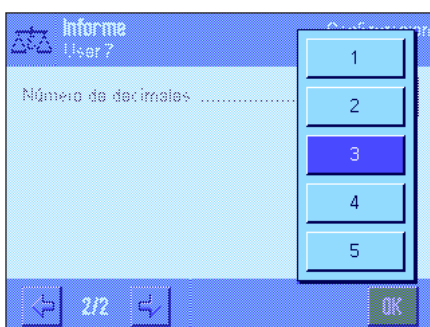 Informe
User 7
Número de decimales ..................
1
2
3
4
5
2/2
OK